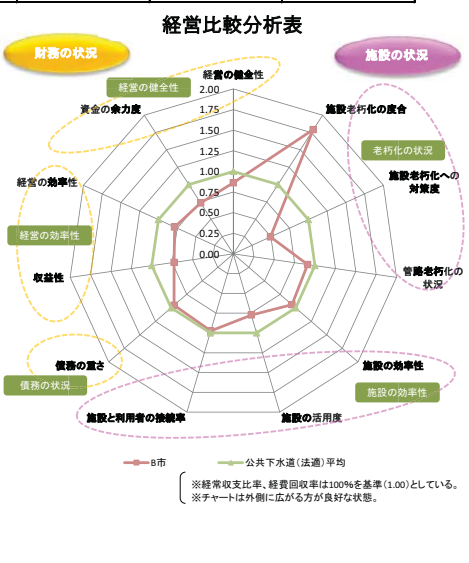 経営比較分析表
財務の状況
施設の状況
経営の健全性
2.00
経営の健全性
資金の余力度
施設老朽化の度合
1.75
1.50
老朽化の状況
1.25
施設老朽化への
対策度
経営の効率性
1.00
0.75
0.50
経営の効率性
0.25
0.00
収益性
管路老朽化の
状況
債務の重さ
施設の効率性
債務の状況
施設の効率性
施設と利用者の接続率
施設の活用度
B市
公共下水道(法適)平均
※経常収支比率、経費回収率は100%を基準(1.00)としている。
※チャートは外側に広がる方が良好な状態。